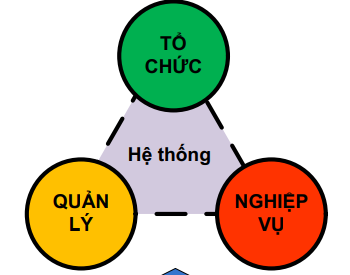 TỔ
CHỨC
Hệ thống
QUẢN
LÝ
NGHIỆP
VỤ